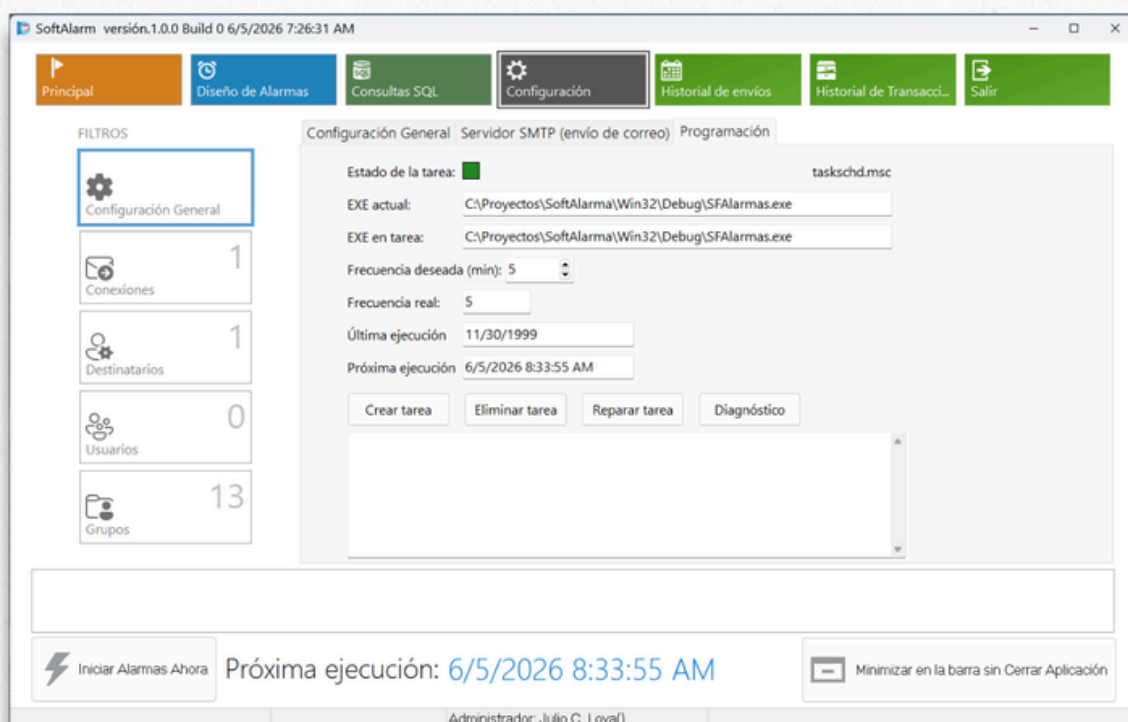 SoftAlarm versión.1.0.0 Build 0 6/5/2026 7:26:31 AM
Principal
Diseño de Alarmas
SQL
Consultas SQL
Configuración
Historial de envíos
Historial de Transacci...
Salir
FILTROS
Configuración General
1
Conexiones
1
Destinatarios
0
Usuarios
13
Grupos
Configuración General Servidor SMTP (envío de correo) Programación
Estado de la tarea: taskschd.msc
EXE actual: C:\Proyectos\SoftAlarma\Win32\Debug\SFAlarmas.exe
EXE en tarea: C:\Proyectos\SoftAlarma\Win32\Debug\SFAlarmas.exe
Frecuencia deseada (min): 5
Frecuencia real: 5
Última ejecución 11/30/1999
Próxima ejecución 6/5/2026 8:33:55 AM
Crear tarea Eliminar tarea Reparar tarea Diagnóstico
Iniciar Alarmas Ahora
Próxima ejecución: 6/5/2026 8:33:55 AM
Minimizar en la barra sin Cerrar Aplicación
Administrador: Julio C. Loya()